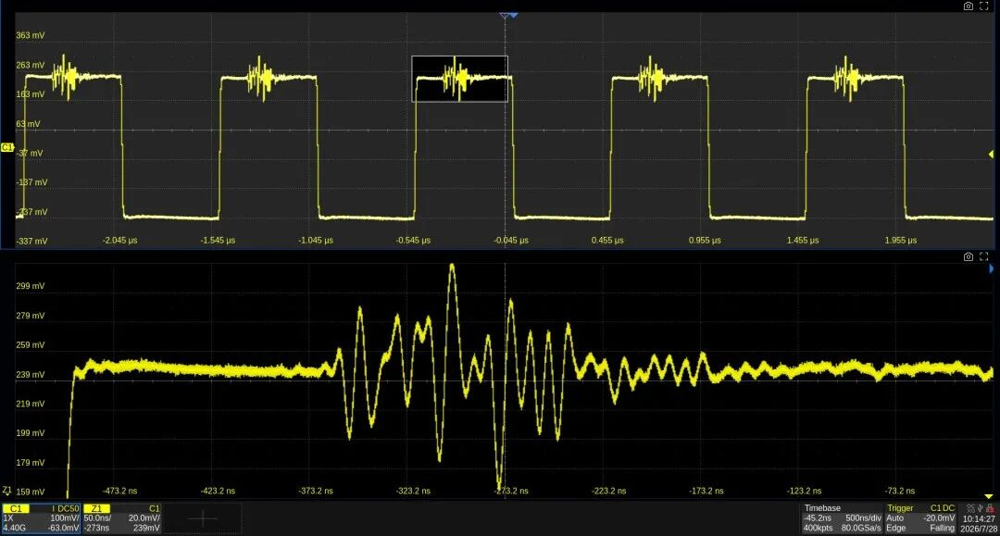 363 mV
263 mV
163 mV
63 mV
C1
-37 mV
-137 mV
-237 mV
-337 mV
-2.045 µs
-1.545 µs
-1.045 µs
-0.545 µs
-0.045 µs
0.455 µs
0.955 µs
1.455 µs
1.955 µs
299 mV
279 mV
259 mV
239 mV
219 mV
199 mV
179 mV
159 mV
Z1
-473.2 ns
-423.2 ns
-373.2 ns
-323.2 ns
-273.2 ns
-223.2 ns
-173.2 ns
-123.2 ns
-73.2 ns
C1 DC50
1X 100mV/
4.40G -63.0mV
Z1 C1
50.0ns/ 20.0mV/
-273ns 239mV
Timebase
-45.2ns 500ns/div
400kpts 80.0GSa/s
Trigger C1 DC
Auto -20.0mV
Edge Falling
10:14:27
2026/7/28